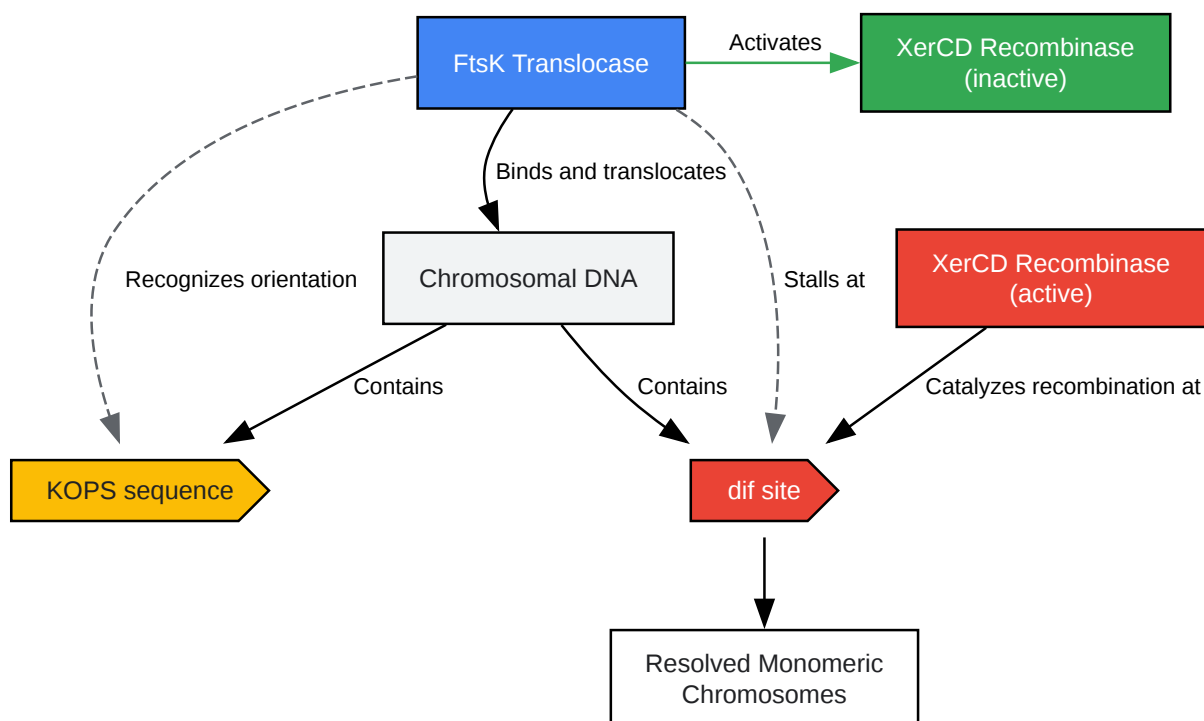 FtsK Translocase
Activates
XerCD Recombinase
(inactive)
Binds and translocates
Chromosomal DNA
Recognizes orientation
Stalls at
XerCD Recombinase
(active)
Contains
Contains
Catalyzes recombination at
KOPS sequence
dif site
Resolved Monomeric
Chromosomes